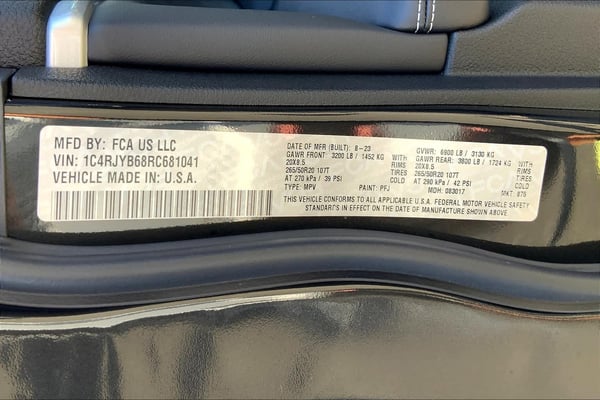 MFD BY: FCA US LLC
VIN: 1C4RJYB68RC681041
VEHICLE MADE IN: U.S.A.
DATE OF MFR (BUILT): 8-23 GVWR: 6900 LB / 3130 KG
GAWR FRONT: 3200 LB / 1452 KG WITH GAWR REAR: 3800 LB / 1724 KG WITH
20X8.5 RIMS 20X8.5 RIMS
265/50R20 107T TIRES 265/50R20 107T TIRES
AT 270 kPa / 39 PSI COLD AT 290 kPa / 42 PSI COLD
TYPE: MPV PAINT: PFJ MDH: 083017 MKT: 875
THIS VEHICLE CONFORMS TO ALL APPLICABLE U.S.A. FEDERAL MOTOR VEHICLE SAFETY
STANDARDS IN EFFECT ON THE DATE OF MANUFACTURE SHOWN ABOVE